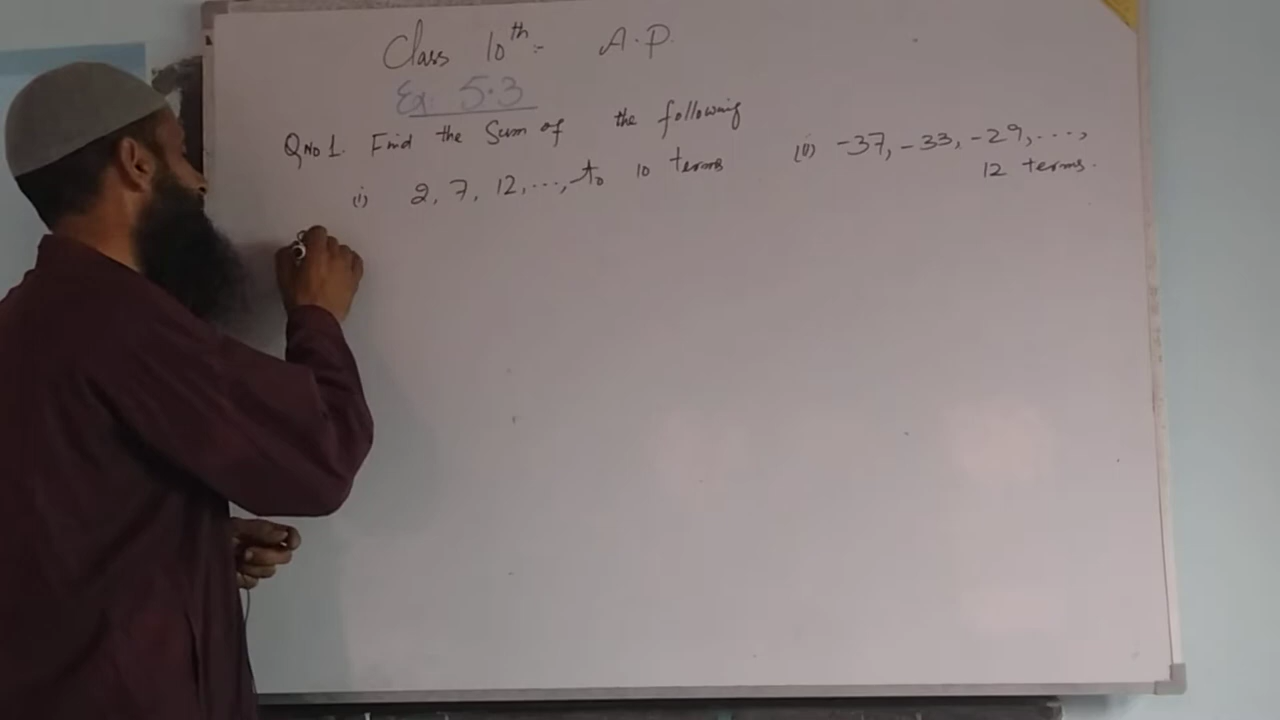 Class 10th :- A.P.
Ex: 5.3
QNo 1. Find the Sum of the following
(i) 2, 7, 12, ..., to 10 terms
(ii) -37, -33, -29, ...,
12 terms.